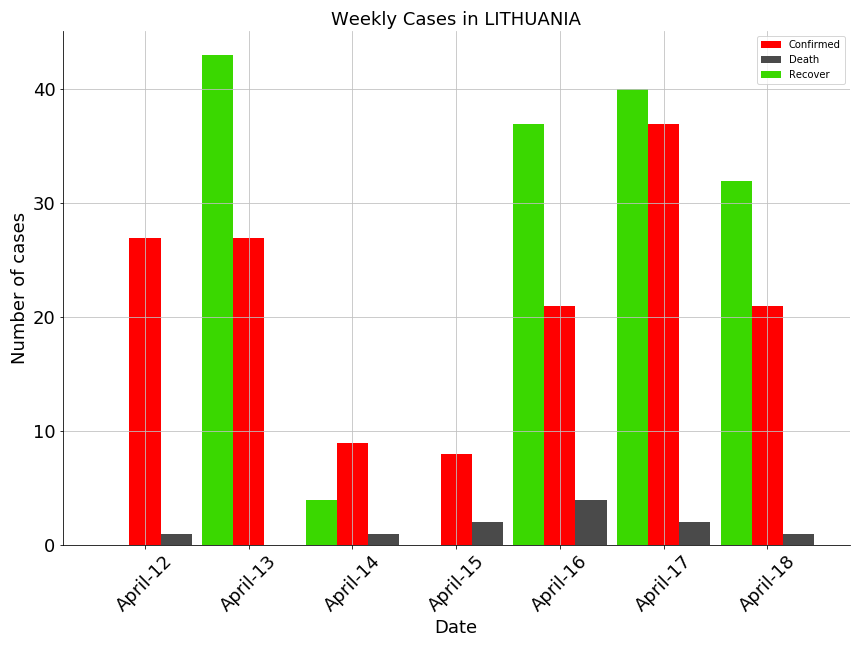 Weekly Cases in LITHUANIA
Confirmed
Death
Recover
Number of cases
40
30
20
10
0
April-12
April-13
April-14
April-15
April-16
April-17
April-18
Date